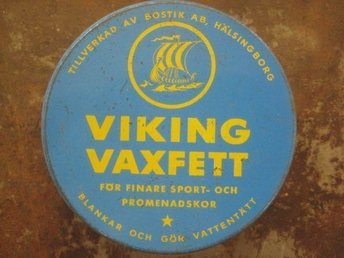 TILLVERKAD AV BOSTIK AB, HÄLSINGBORG
VIKING
VAXFETT
FÖR FINARE SPORT- OCH
PROMENADSKOR
BLANKAR OCH GÖR VATTENTÄTT